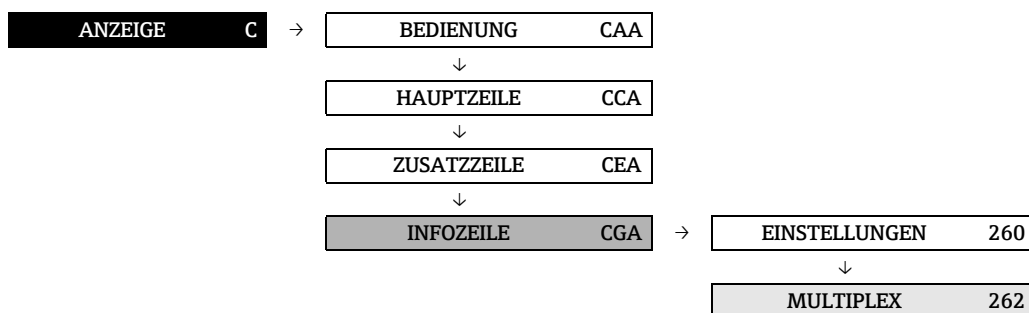 ANZEIGE C → BEDIENUNG CAA
↓
HAUPTZEILE CCA
↓
ZUSATZZEILE CEA
↓
INFOZEILE CGA → EINSTELLUNGEN 260
↓
MULTIPLEX 262